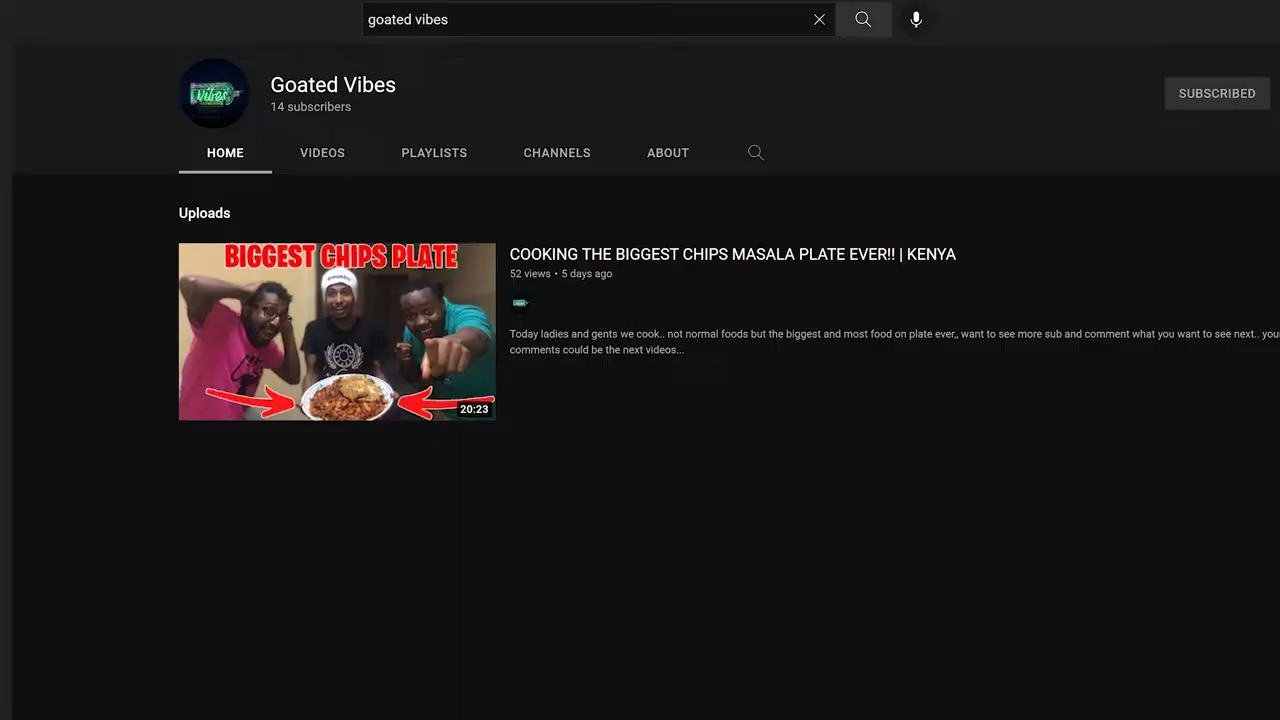 goated vibes
Vibes
Goated Vibes
14 subscribers
SUBSCRIBED
HOME
VIDEOS
PLAYLISTS
CHANNELS
ABOUT
Uploads
BIGGEST CHIPS PLATE
20:23
COOKING THE BIGGEST CHIPS MASALA PLATE EVER!! | KENYA
52 views • 5 days ago
Today ladies and gents we cook.. not normal foods but the biggest and most food on plate ever,, want to see more sub and comment what you want to see next.. you
comments could be the next videos...